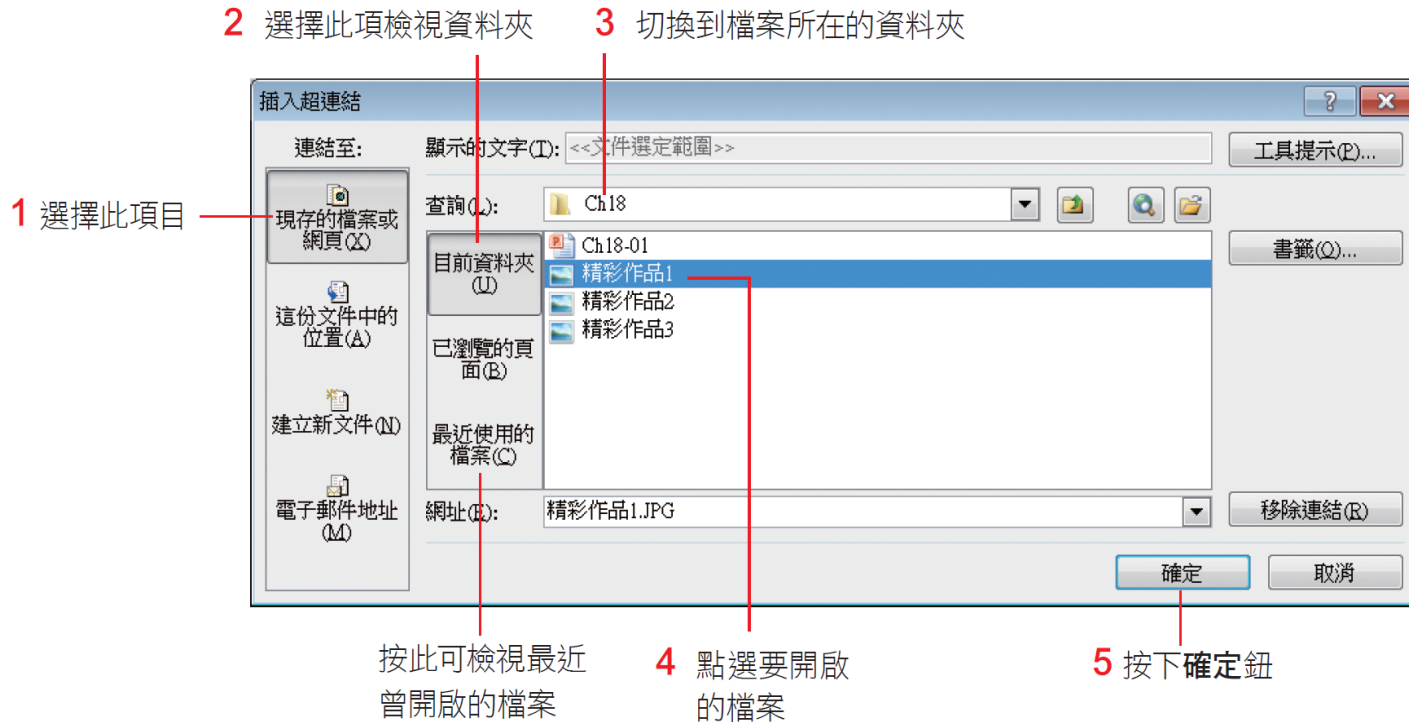 2 選擇此項檢視資料夾
3 切換到檔案所在的資料夾
插入超連結
連結至:
顯示的文字(T): <<文件選定範圍>>
工具提示(P)...
1 選擇此項目
現存的檔案或
網頁(X)
查詢(L):
Ch18
目前資料夾
(U)
Ch18-01
精彩作品1
精彩作品2
精彩作品3
書籤(O)...
這份文件中的
位置(A)
已瀏覽的頁
面(B)
建立新文件(N)
最近使用的
檔案(C)
電子郵件地址
(M)
網址(E):
精彩作品1.JPG
移除連結(R)
確定
取消
按此可檢視最近
曾開啟的檔案
4 點選要開啟
的檔案
5 按下確定鈕